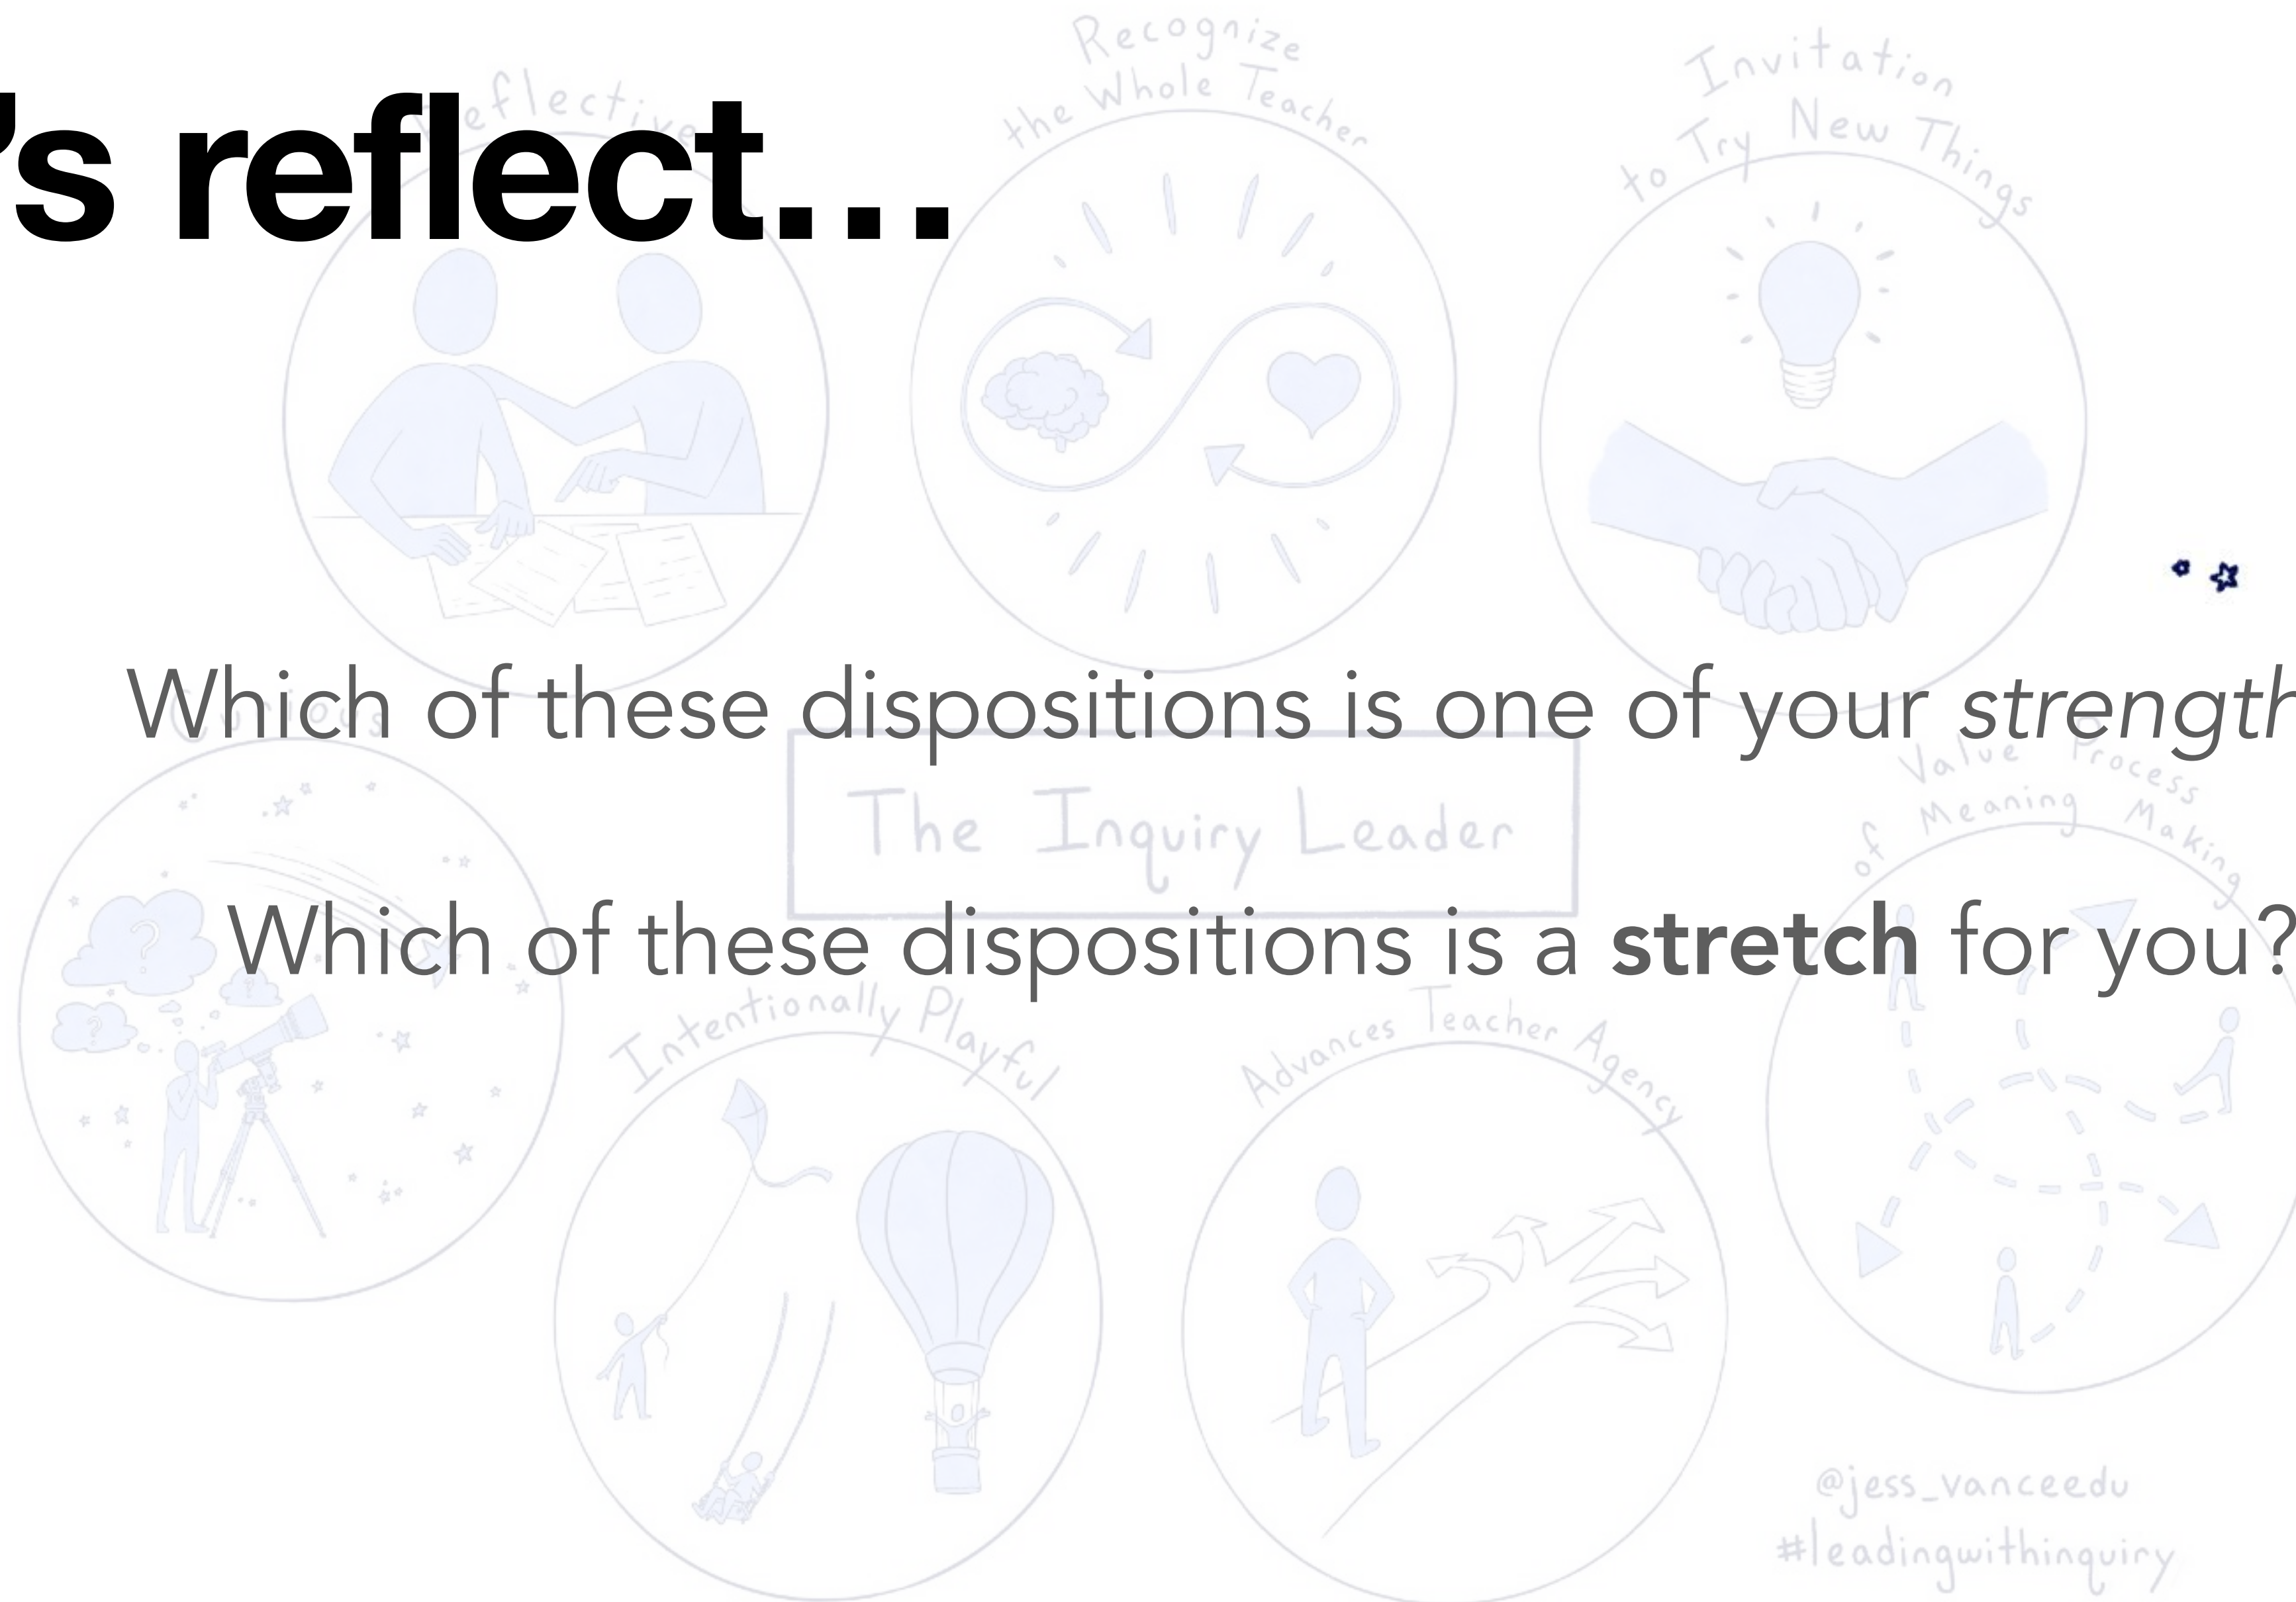 's reflect...
Reflective
Recognize
the Whole Teacher
Invitation
to Try New Things
Which of these dispositions is one of your strength
Curious
The Inquiry Leader
Value Process
of Meaning Making
Which of these dispositions is a stretch for you?
?
?
?
Intentionally Playful
Advances Teacher Agency
@jess_vanceedu
#leadingwithinquiry